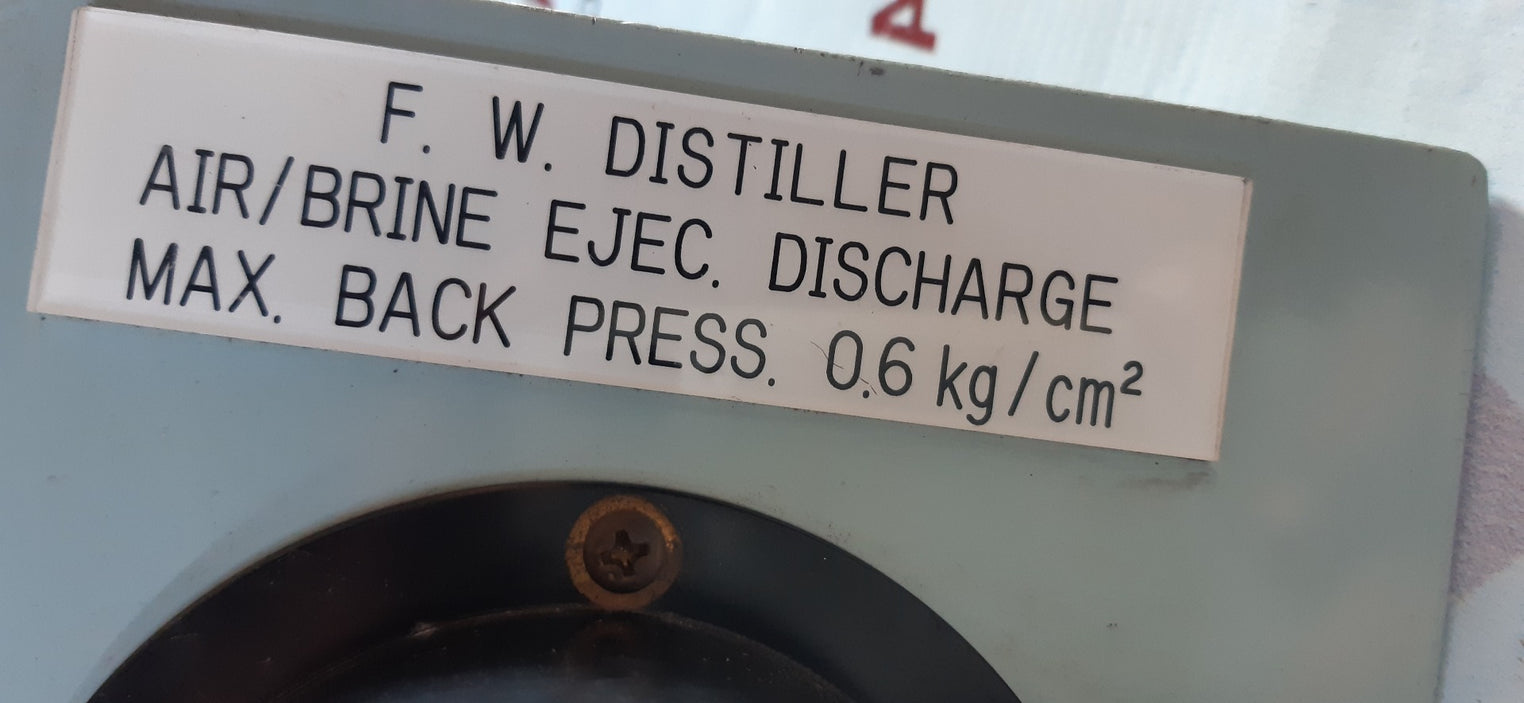 F. W. DISTILLER
AIR/BRINE EJEC. DISCHARGE
MAX. BACK PRESS. 0.6 kg/cm²